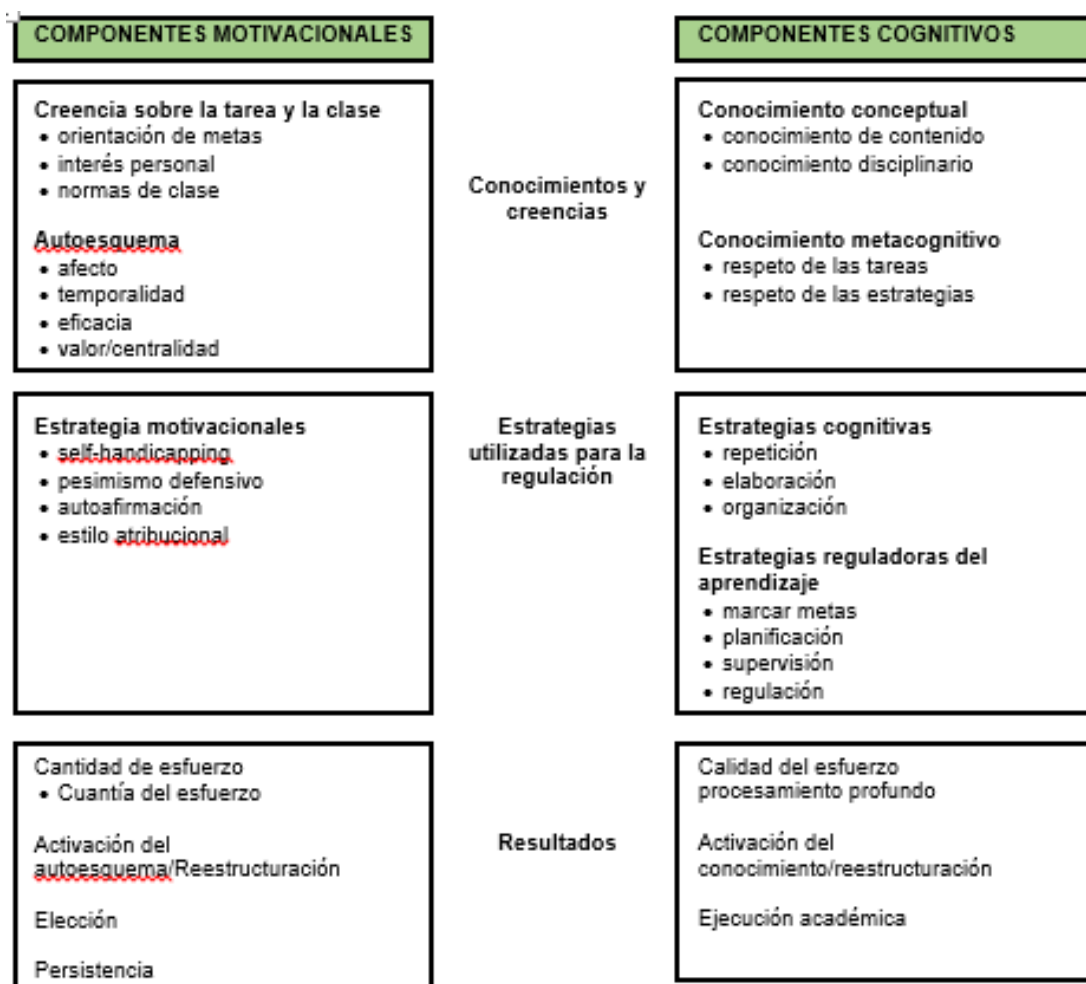 COMPONENTES MOTIVACIONALES
COMPONENTES COGNITIVOS
Creencia sobre la tarea y la clase
• orientación de metas
• interés personal
• normas de clase
Autoesquema
• afecto
• temporalidad
• eficacia
• valor/centralidad
Conocimientos y
creencias
Conocimiento conceptual
• conocimiento de contenido
• conocimiento disciplinario
Conocimiento metacognitivo
• respeto de las tareas
• respeto de las estrategias
Estrategia motivacionales
• self-handicapping
• pesimismo defensivo
• autoafirmación
• estilo atribucional
Estrategias
utilizadas para la
regulación
Estrategias cognitivas
• repetición
• elaboración
• organización
Estrategias reguladoras del
aprendizaje
• marcar metas
• planificación
• supervisión
• regulación
Cantidad de esfuerzo
• Cuantía del esfuerzo
Activación del
autoesquema/Reestructuración
Elección
Persistencia
Resultados
Calidad del esfuerzo
procesamiento profundo
Activación del
conocimiento/reestructuración
Ejecución académica